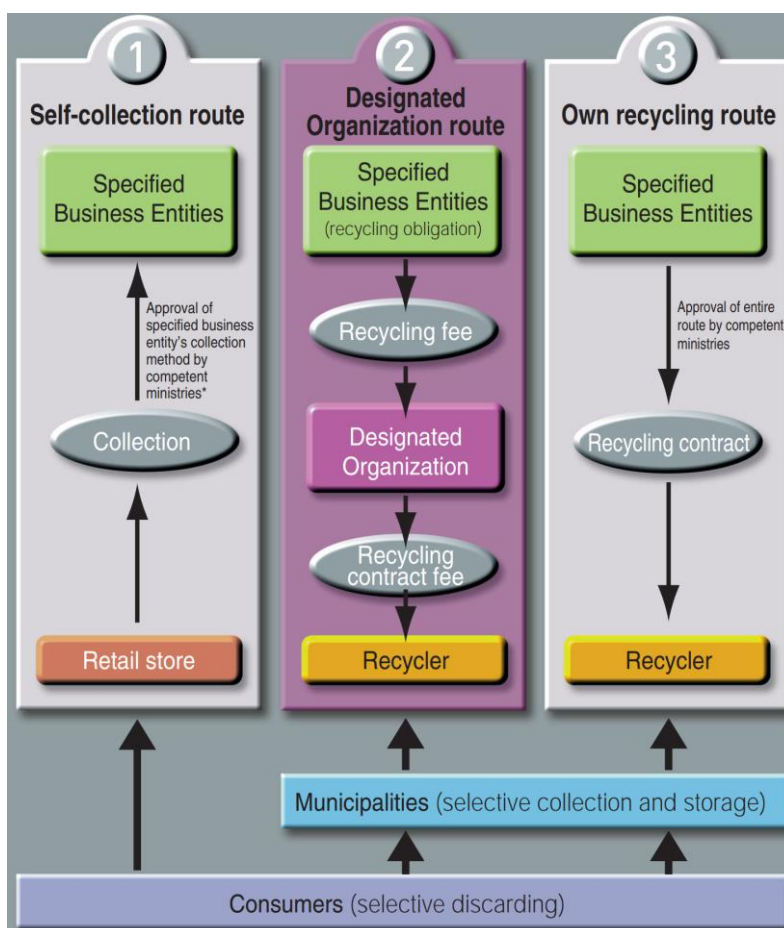 1
Self-collection route
Specified
Business Entities
Approval of
specified business
entity's collection
method by
competent
ministries*
Collection
Retail store
2
Designated
Organization route
Specified
Business Entities
(recycling obligation)
Recycling fee
Designated
Organization
Recycling
contract fee
Recycler
3
Own recycling route
Specified
Business Entities
Approval of entire
route by competent
ministries
Recycling contract
Recycler
Municipalities (selective collection and storage)
Consumers (selective discarding)